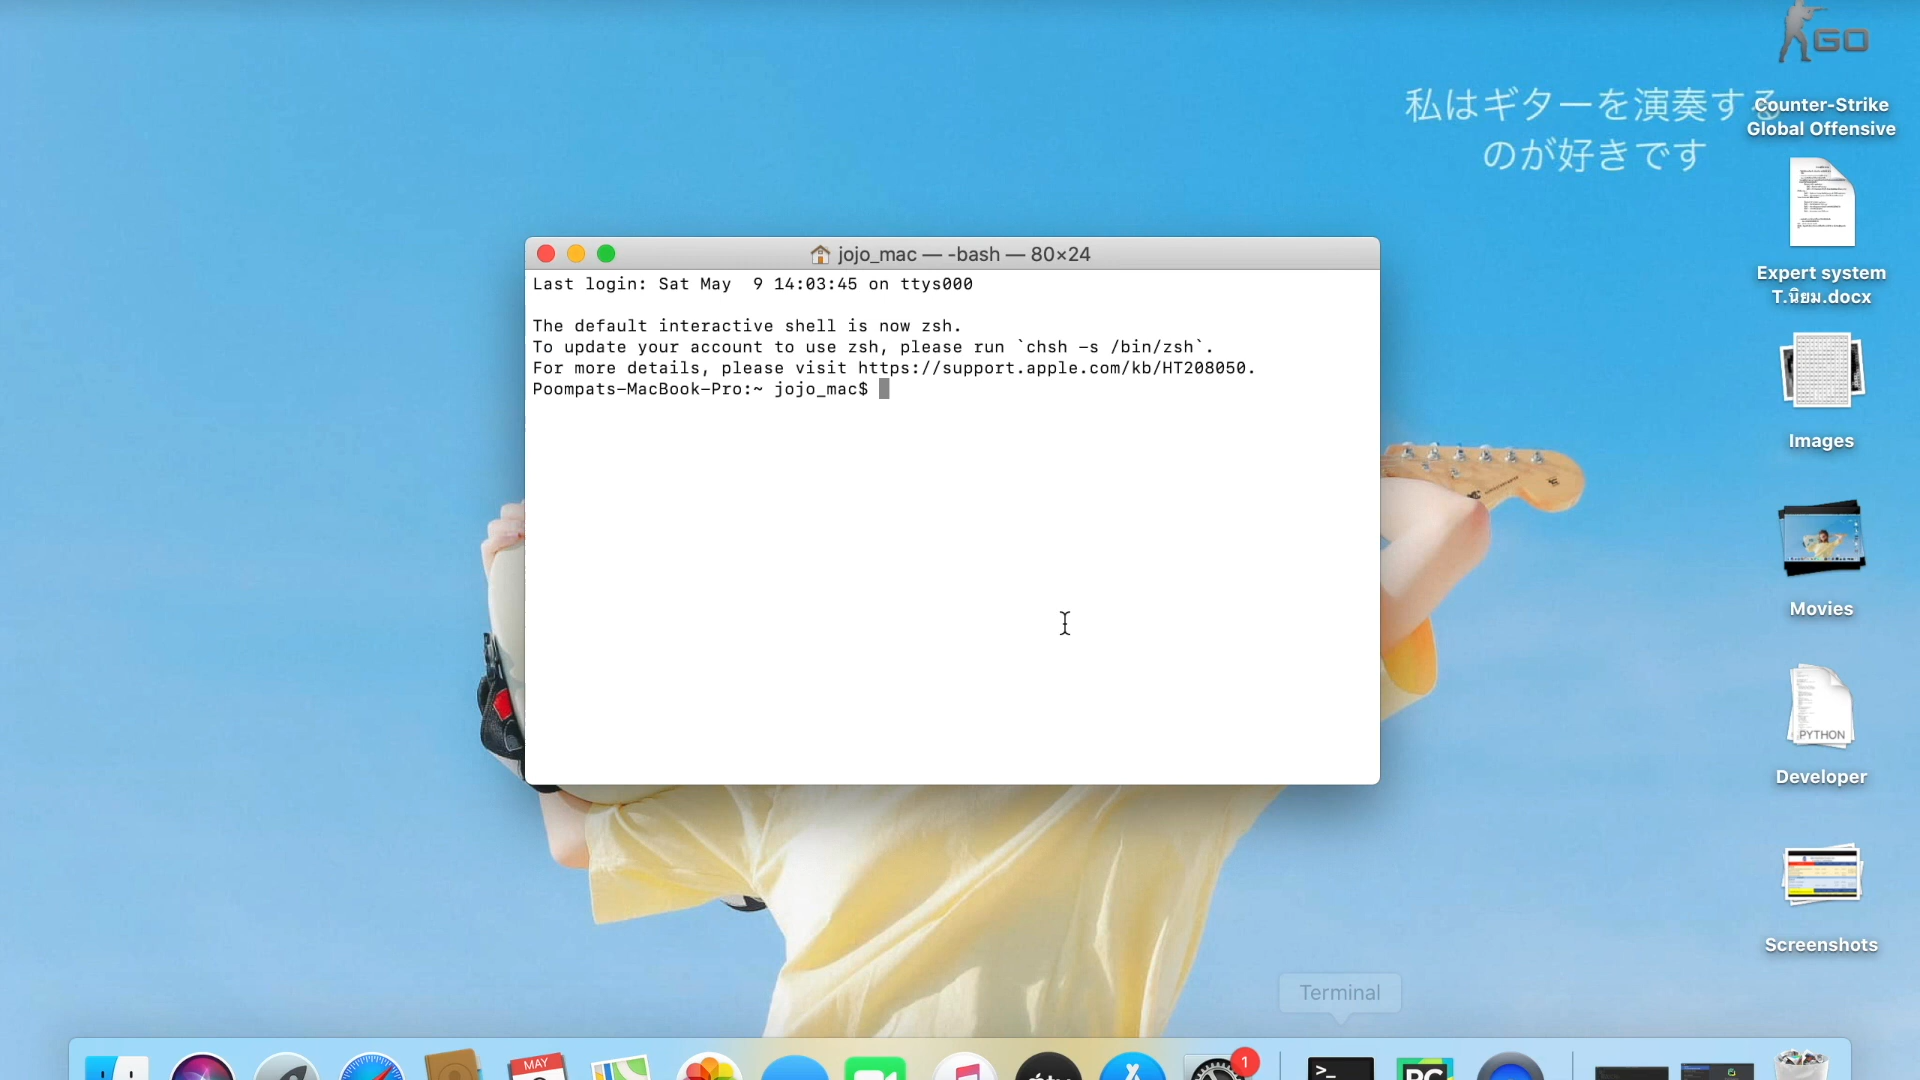 GO
私はギターを演奏する
のが好きです
Counter-Strike
Global Offensive
jojo_mac — -bash — 80×24
Last login: Sat May  9 14:03:45 on ttys000
The default interactive shell is now zsh.
To update your account to use zsh, please run `chsh -s /bin/zsh`.
For more details, please visit https://support.apple.com/kb/HT208050.
Poompats-MacBook-Pro:~ jojo_mac$
Expert system
T.นิยม.docx
Images
Movies
PYTHON
Developer
Screenshots
Terminal
MAY
1
>_
PC